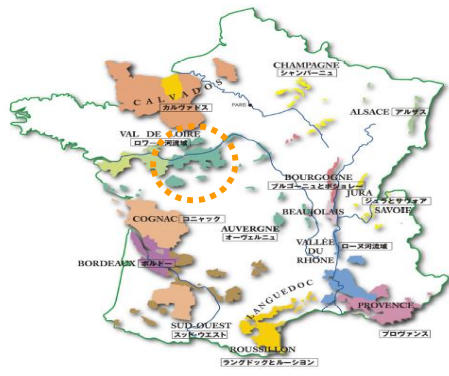 CHAMPAGNE
シャンパーニュ
CALVADOS
カルヴァドス
PARIS
ALSACE アルザス
VAL DE LOIRE
ロワール河流域
BOURGOGNE
ブルゴーニュとボジョレー
JURA
ジュラとサヴォア
SAVOIE
BEAUJOLAIS
COGNAC コニャック
AUVERGNE
オーヴェルニュ
VALLÉE
DU
RHÔNE
ローヌ河流域
BORDEAUX ボルドー
LANGUEDOC
PROVENCE
プロヴァンス
SUD OUEST
スッド・ウエスト
ROUSSILLON
ラングドックとルーション